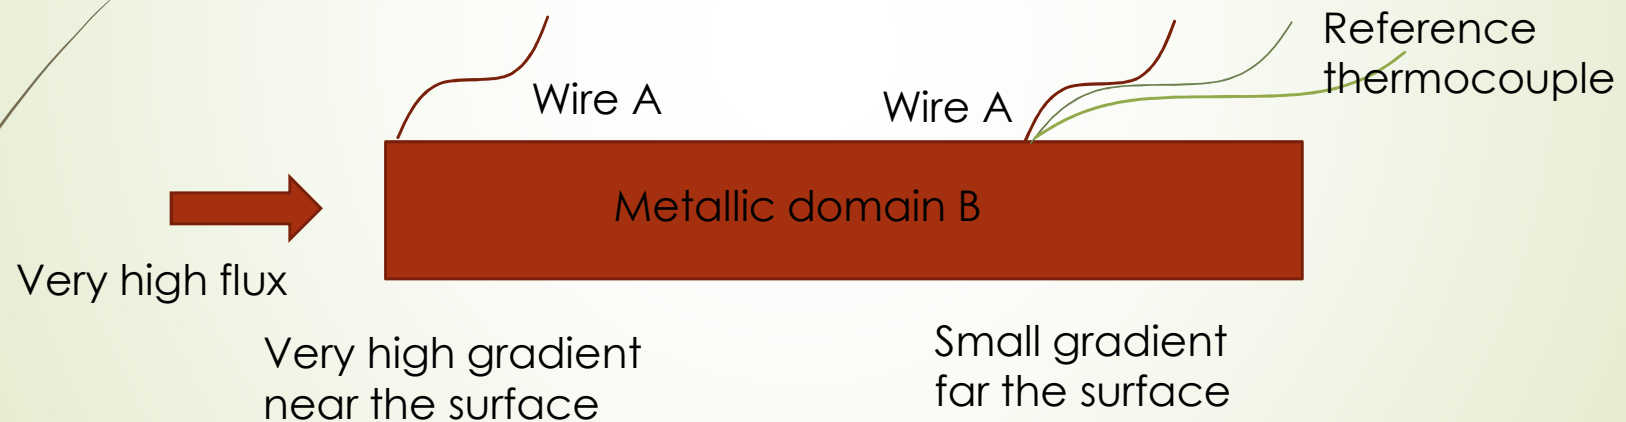 Reference
thermocouple
Wire A
Wire A
Metallic domain B
Very high flux
Very high gradient
near the surface
Small gradient
far the surface